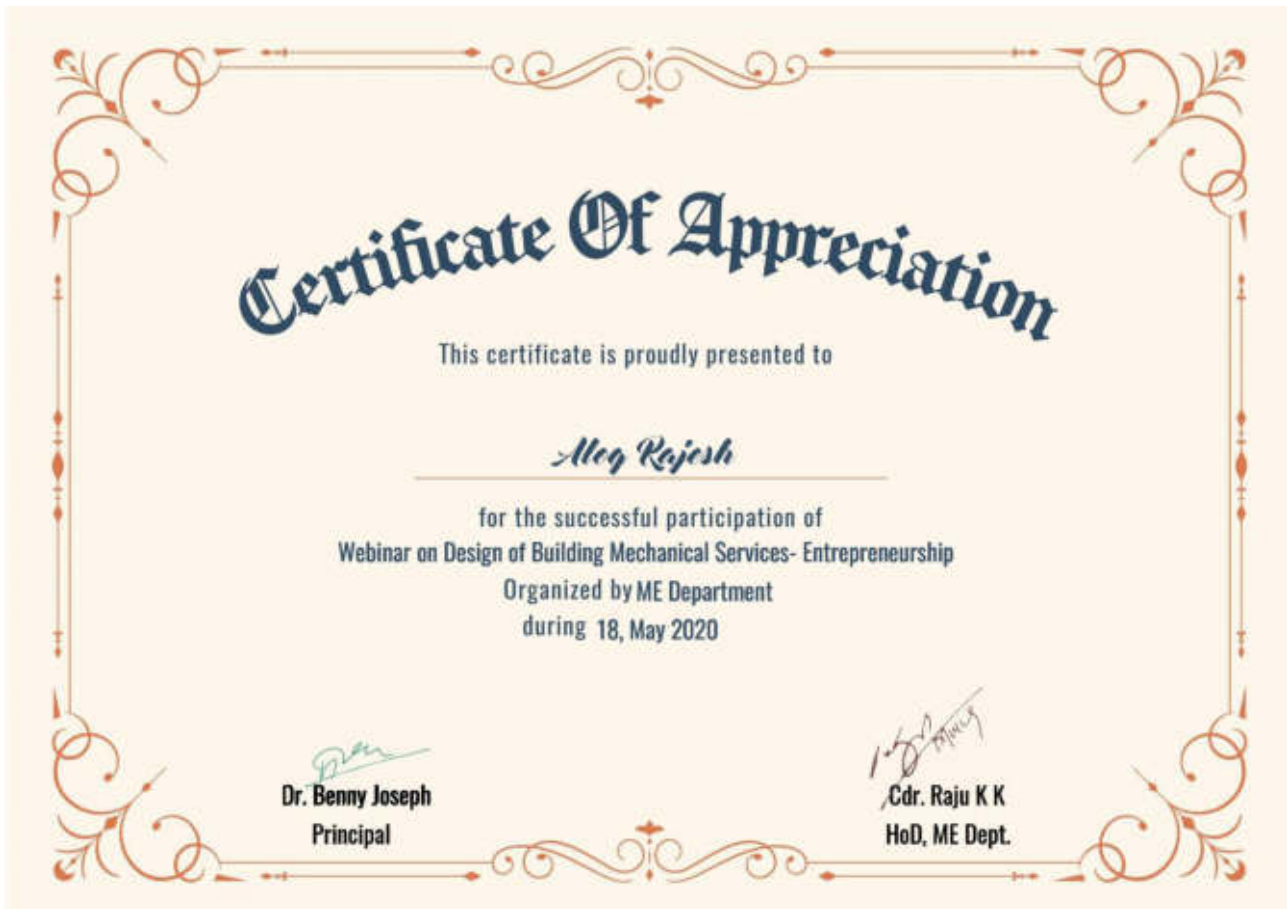 Certificate Of Appreciation
This certificate is proudly presented to
Aleg Rajesh
for the successful participation of
Webinar on Design of Building Mechanical Services- Entrepreneurship
Organized by ME Department
during 18, May 2020
Dr. Benny Joseph
Principal
Cdr. Raju K K
HoD, ME Dept.